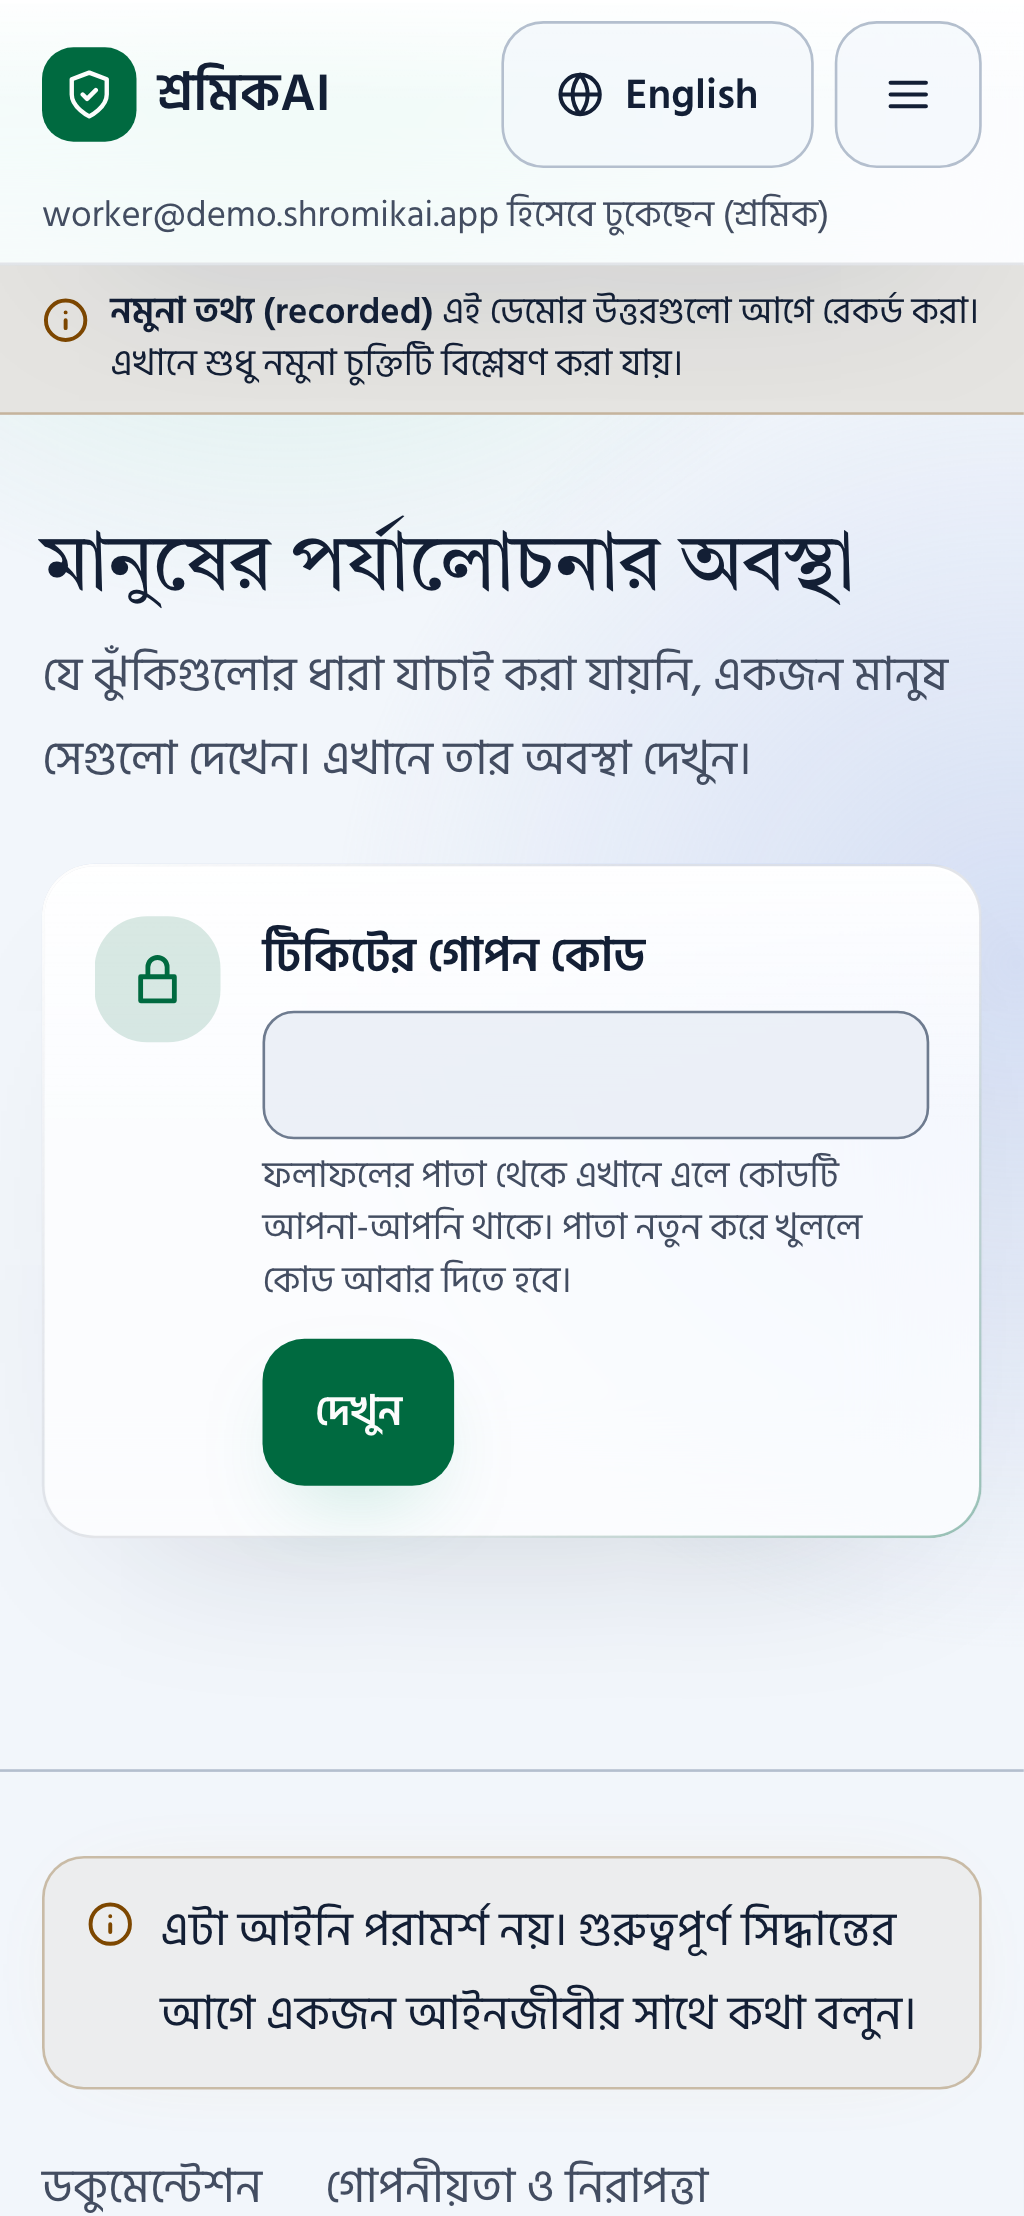 শ্রমিকAI
English
worker@demo.shromikai.app হিসেবে ঢুকেছেন (শ্রমিক)
নমুনা তথ্য (recorded) এই ডেমোর উত্তরগুলো আগে রেকর্ড করা।
এখানে শুধু নমুনা চুক্তিটি বিশ্লেষণ করা যায়।
মানুষের পর্যালোচনার অবস্থা
যে ঝুঁকিগুলোর ধারা যাচাই করা যায়নি, একজন মানুষ
সেগুলো দেখেন। এখানে তার অবস্থা দেখুন।
টিকিটের গোপন কোড
ফলাফলের পাতা থেকে এখানে এলে কোডটি
আপনা-আপনি থাকে। পাতা নতুন করে খুললে
কোড আবার দিতে হবে।
দেখুন
এটা আইনি পরামর্শ নয়। গুরুত্বপূর্ণ সিদ্ধান্তের
আগে একজন আইনজীবীর সাথে কথা বলুন।
ডকুমেন্টেশন গোপনীয়তা ও নিরাপত্তা